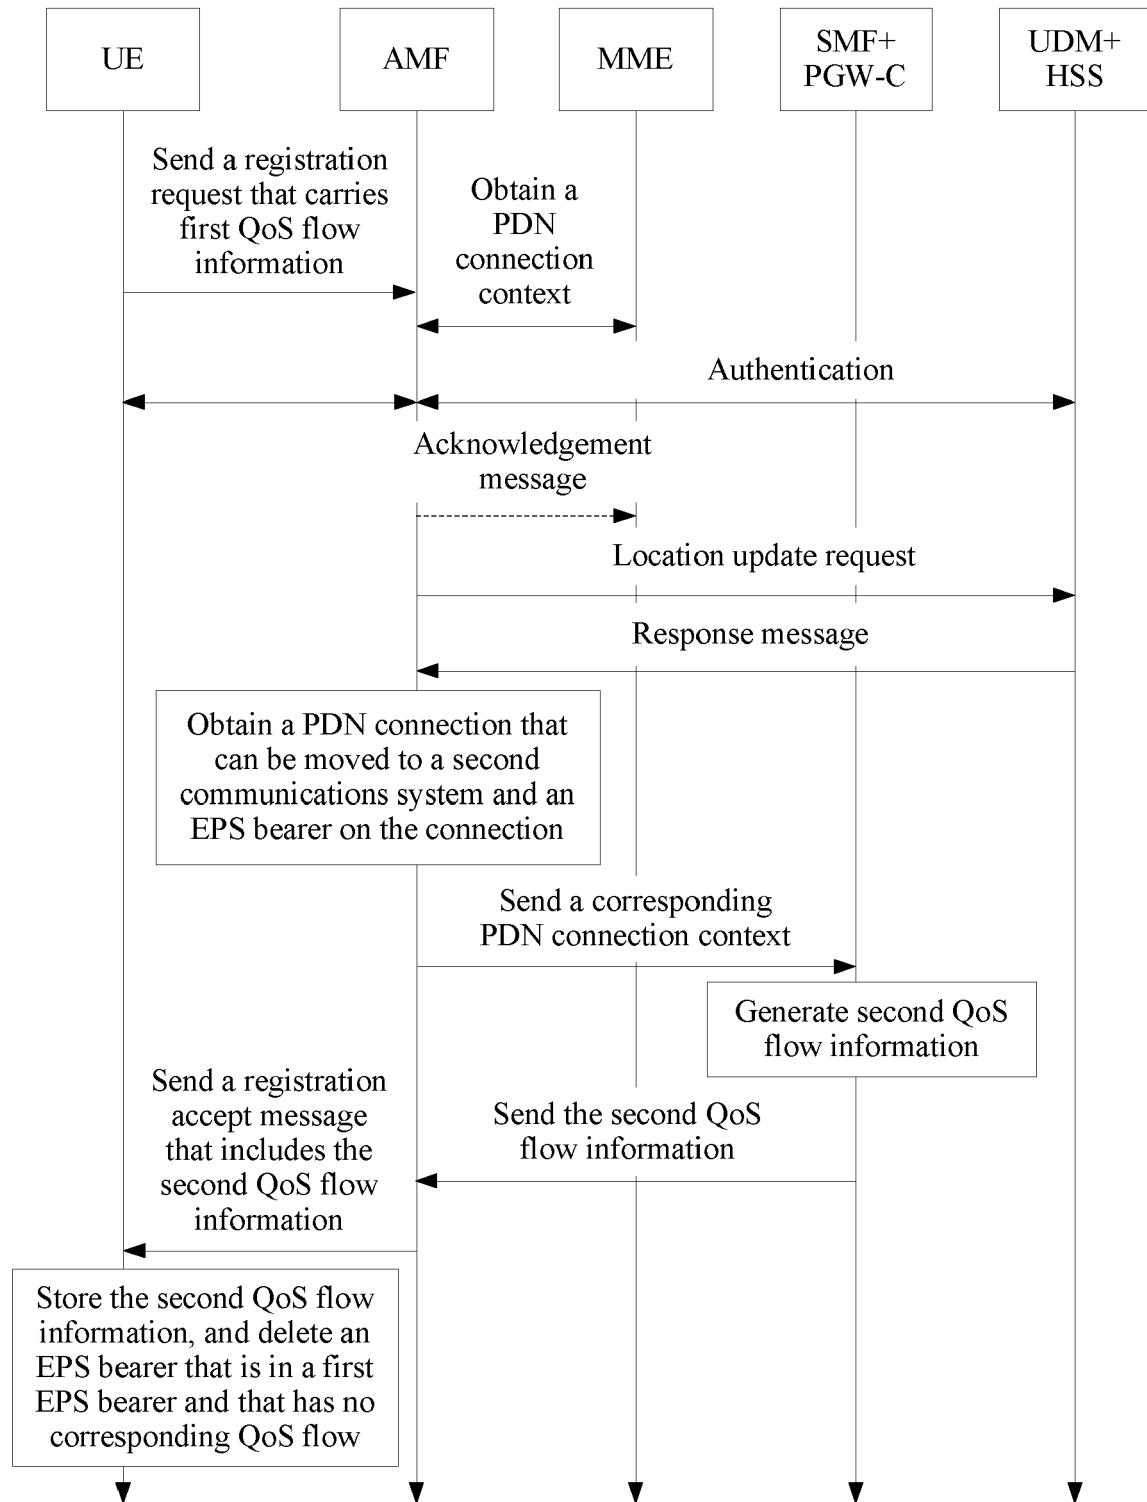 UE
AMF
MME
SMF+
PGW-C
UDM+
HSS
Send a registration
request that carries
first QoS flow
information
Obtain a
PDN
connection
context
Authentication
Acknowledgement
message
Location update request
Response message
Obtain a PDN connection that
can be moved to a second
communications system and an
EPS bearer on the connection
Send a corresponding
PDN connection context
Generate second QoS
flow information
Send the second QoS
flow information
Send a registration
accept message
that includes the
second QoS flow
information
Store the second QoS flow
information, and delete an
EPS bearer that is in a first
EPS bearer and that has no
corresponding QoS flow